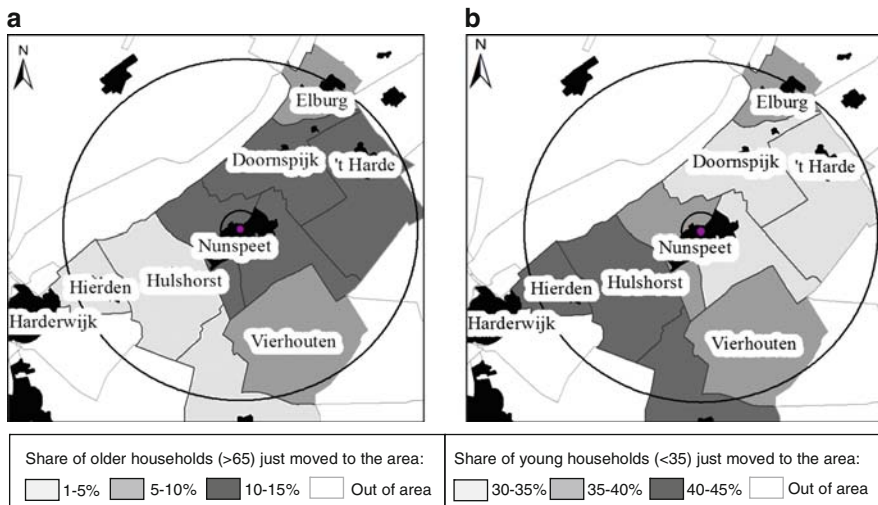 a
N
Elburg
Doornspijk
't Harde
Nunspeet
Hulshorst
Hierden
Harderwijk
Vierhouten
Share of older households (>65) just moved to the area:
1-5% 5-10% 10-15% Out of area
b
N
Elburg
Doornspijk
't Harde
Nunspeet
Hulshorst
Hierden
Harderwijk
Vierhouten
Share of young households (<35) just moved to the area:
30-35% 35-40% 40-45% Out of area